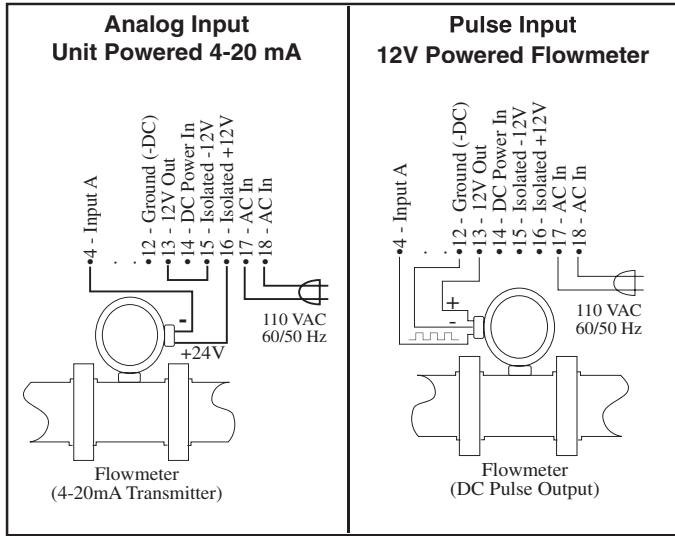 Analog Input
Unit Powered 4-20 mA
4 - Input A
12 - Ground (-DC)
13 - 12V Out
14 - DC Power In
15 - Isolated -12V
16 - Isolated +12V
17 - AC In
18 - AC In
110 VAC
60/50 Hz
-
+24V
Flowmeter
(4-20mA Transmitter)
Pulse Input
12V Powered Flowmeter
4 - Input A
12 - Ground (-DC)
13 - 12V Out
14 - DC Power In
15 - Isolated -12V
16 - Isolated +12V
17 - AC In
18 - AC In
110 VAC
60/50 Hz
+
-
Flowmeter
(DC Pulse Output)